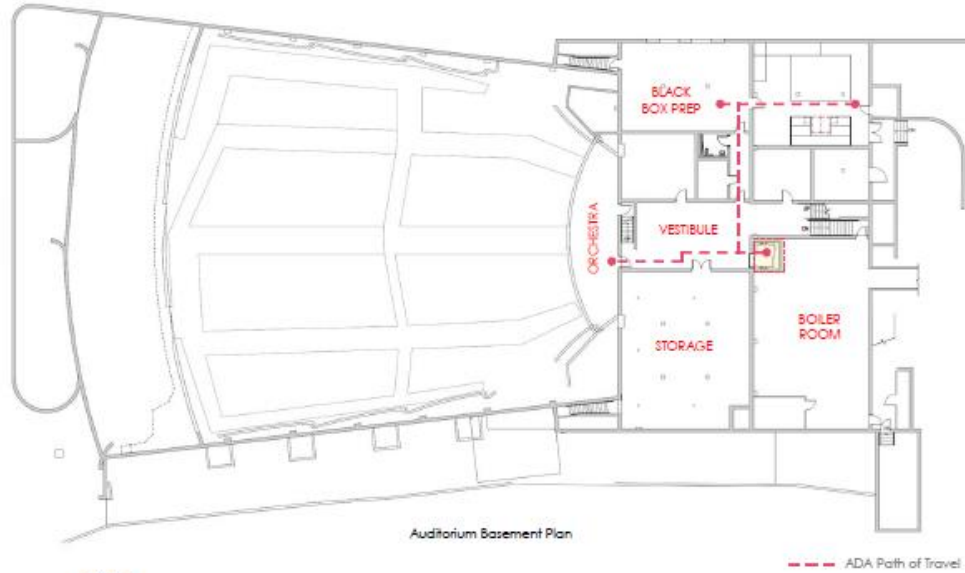 BLACK
BOX PREP
ORCHESTRA
VESTIBULE
STORAGE
BOILER
ROOM
Auditorium Basement Plan
ADA Path of Travel